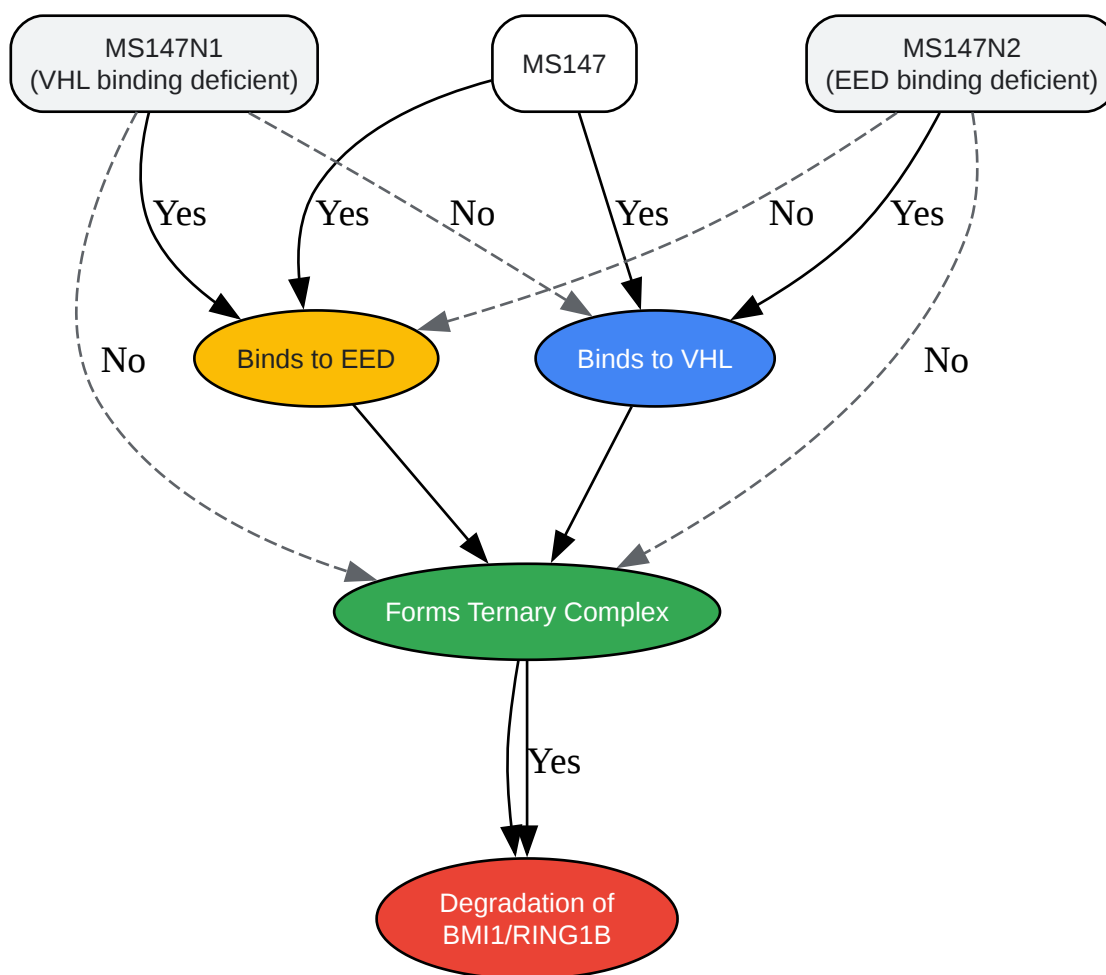 MS147N1
(VHL binding deficient)
MS147
MS147N2
(EED binding deficient)
Yes
Yes
No
Yes
No
Yes
No
No
Binds to EED
Binds to VHL
Forms Ternary Complex
Yes
Degradation of
BMI1/RING1B